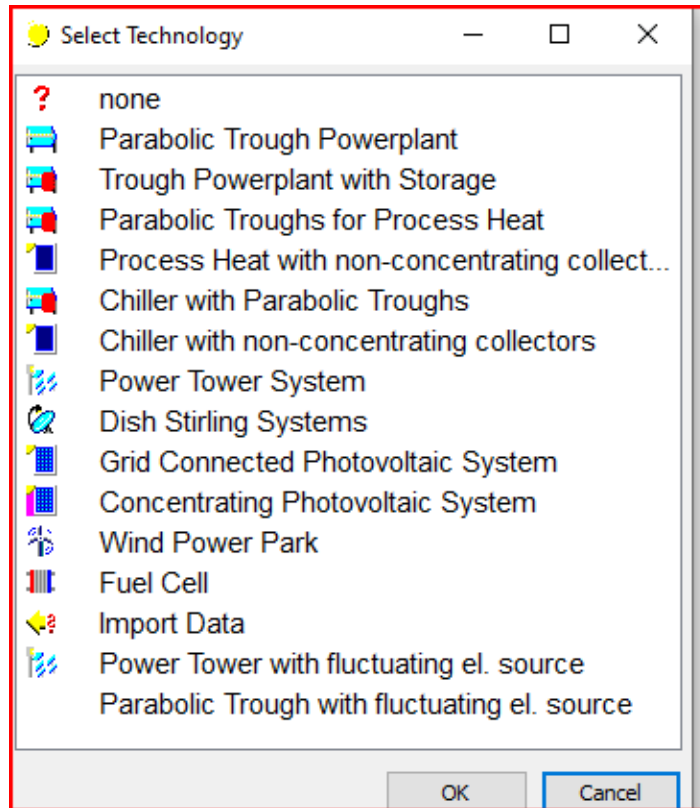 Select Technology
none
Parabolic Trough Powerplant
Trough Powerplant with Storage
Parabolic Troughs for Process Heat
Process Heat with non-concentrating collect...
Chiller with Parabolic Troughs
Chiller with non-concentrating collectors
Power Tower System
Dish Stirling Systems
Grid Connected Photovoltaic System
Concentrating Photovoltaic System
Wind Power Park
Fuel Cell
Import Data
Power Tower with fluctuating el. source
Parabolic Trough with fluctuating el. source
OK Cancel